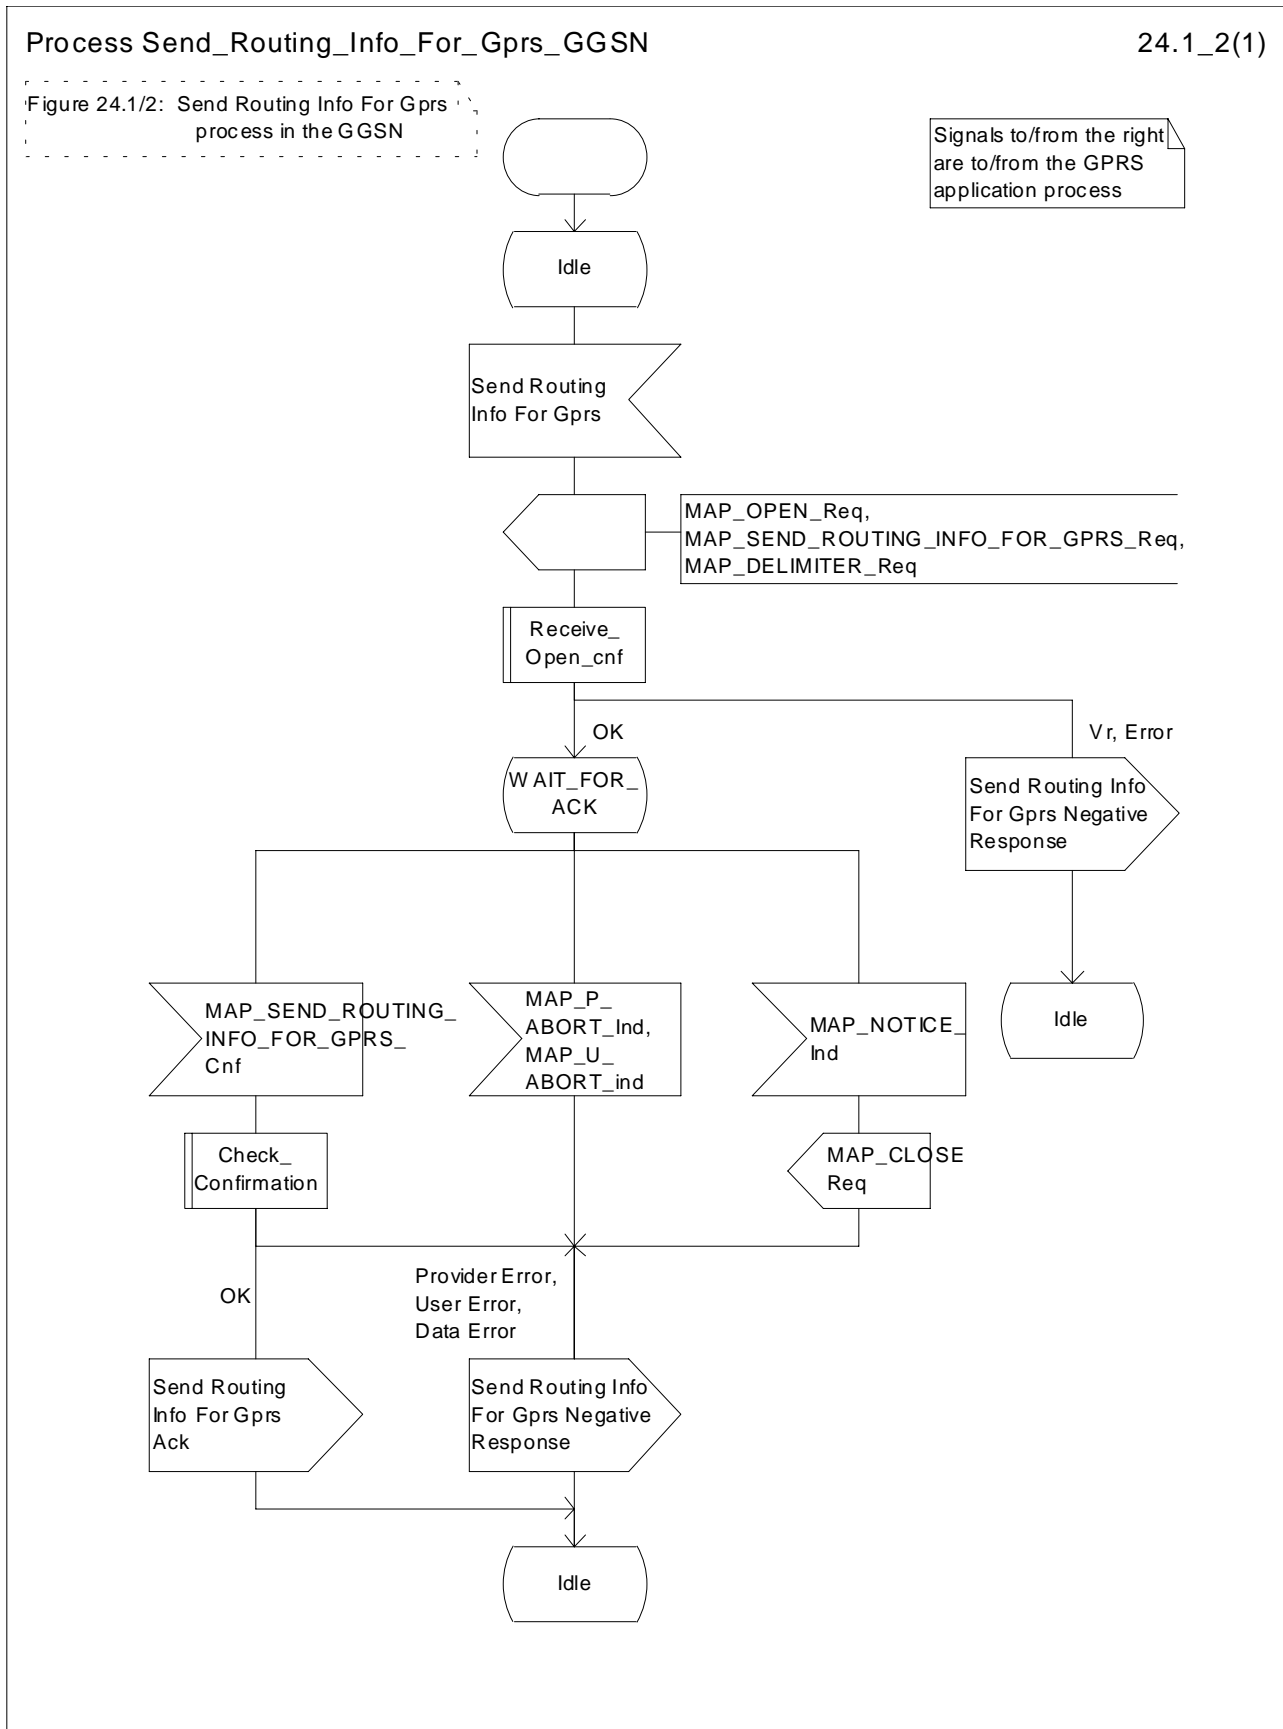 Process Send_Routing_Info_For_Gprs_GGSN
24.1_2(1)
Figure 24.1/2: Send Routing Info For Gprs
process in the GGSN
Signals to/from the right
are to/from the GPRS
application process
Idle
Send Routing
Info For Gprs
MAP_OPEN_Req,
MAP_SEND_ROUTING_INFO_FOR_GPRS_Req,
MAP_DELIMITER_Req
Receive_
Open_cnf
OK
Vr, Error
WAIT_FOR_
ACK
Send Routing Info
For Gprs Negative
Response
MAP_SEND_ROUTING_
INFO_FOR_GPRS_
Cnf
MAP_P_
ABORT_Ind,
MAP_U_
ABORT_ind
MAP_NOTICE_
Ind
Idle
Check_
Confirmation
MAP_CLOSE
Req
OK
Provider Error,
User Error,
Data Error
Send Routing
Info For Gprs
Ack
Send Routing Info
For Gprs Negative
Response
Idle